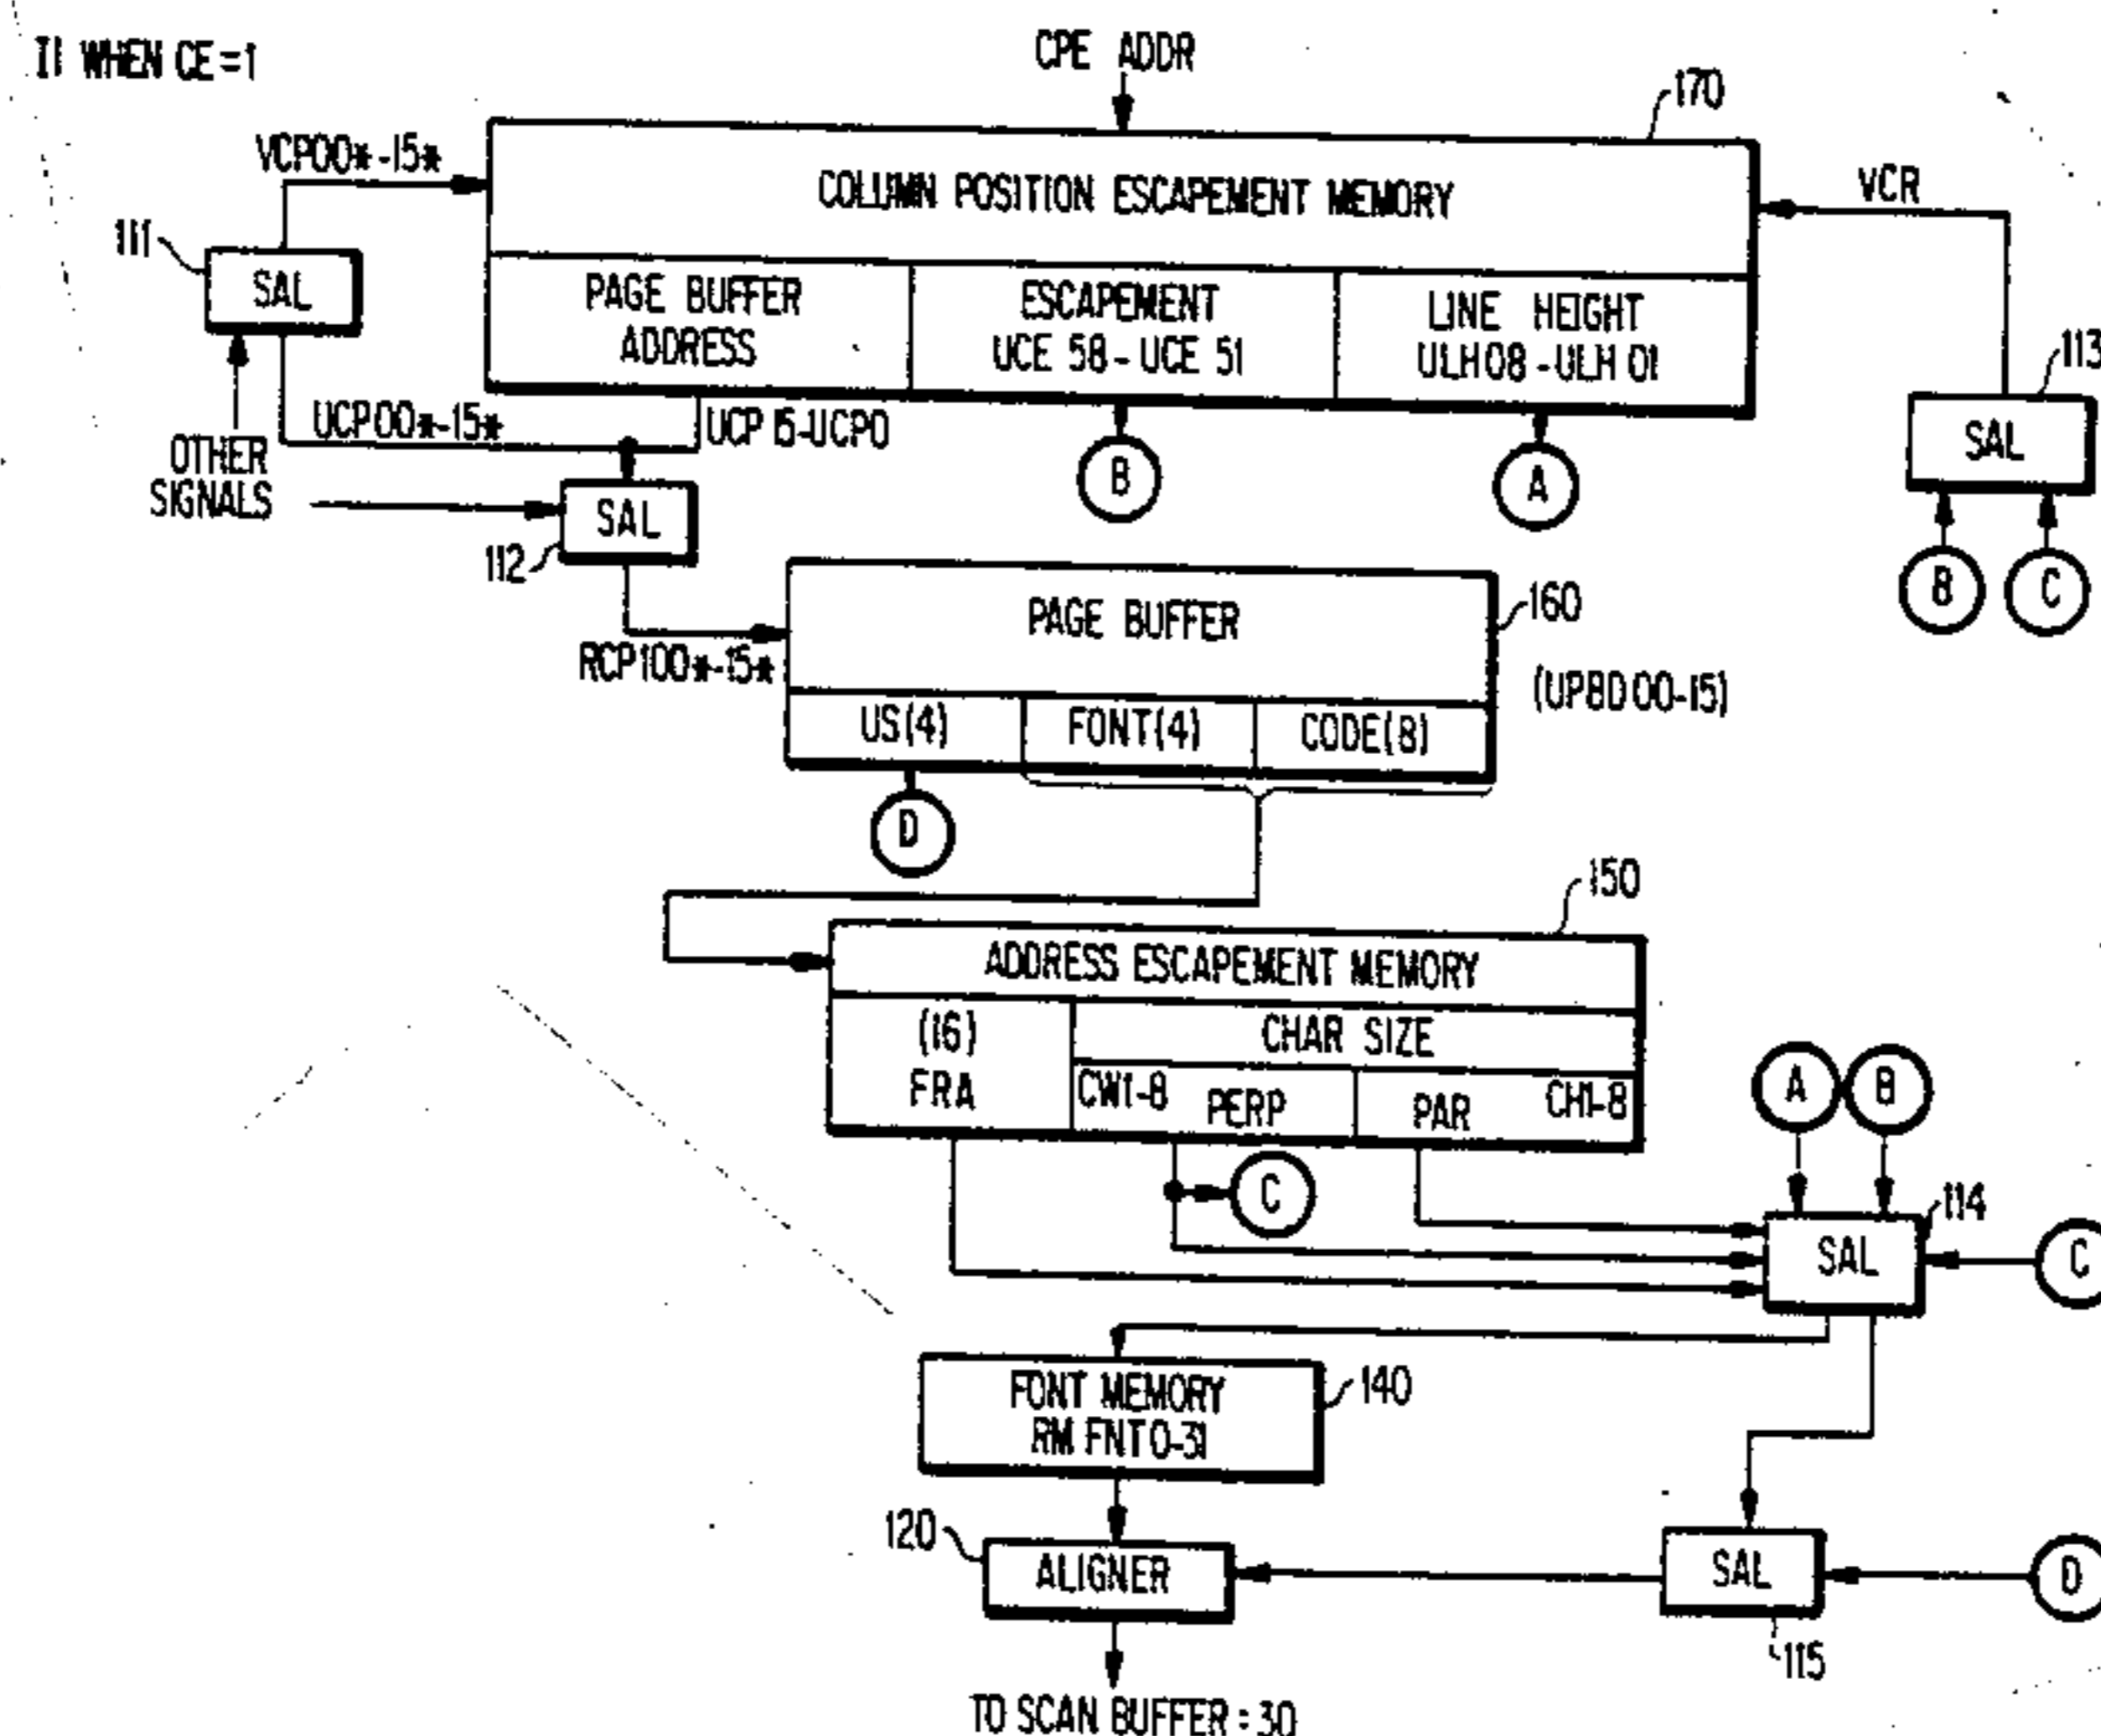 II WHEN CE=1
CPE ADDR
170
VCP00*-15*
COLUMN POSITION ESCAPEMENT MEMORY
VCR
111
SAL
PAGE BUFFER
ADDRESS
ESCAPEMENT
UCE 58 - UCE 51
LINE HEIGHT
ULH08 - ULH 01
113
SAL
UCP00*-15*
UCP 15-UCP0
OTHER
SIGNALS
B
A
SAL
112
B
C
PAGE BUFFER
160
RCP100*-15*
(UPBD 00-15)
US(4)
FONT(4)
CODE(8)
D
150
ADDRESS ESCAPEMENT MEMORY
(16)
FRA
CHAR SIZE
CW1-8
PERP
PAR
CH1-8
A
B
C
114
SAL
C
FONT MEMORY
RM FNT 0-31
140
120
ALIGNER
SAL
D
115
TO SCAN BUFFER = 30